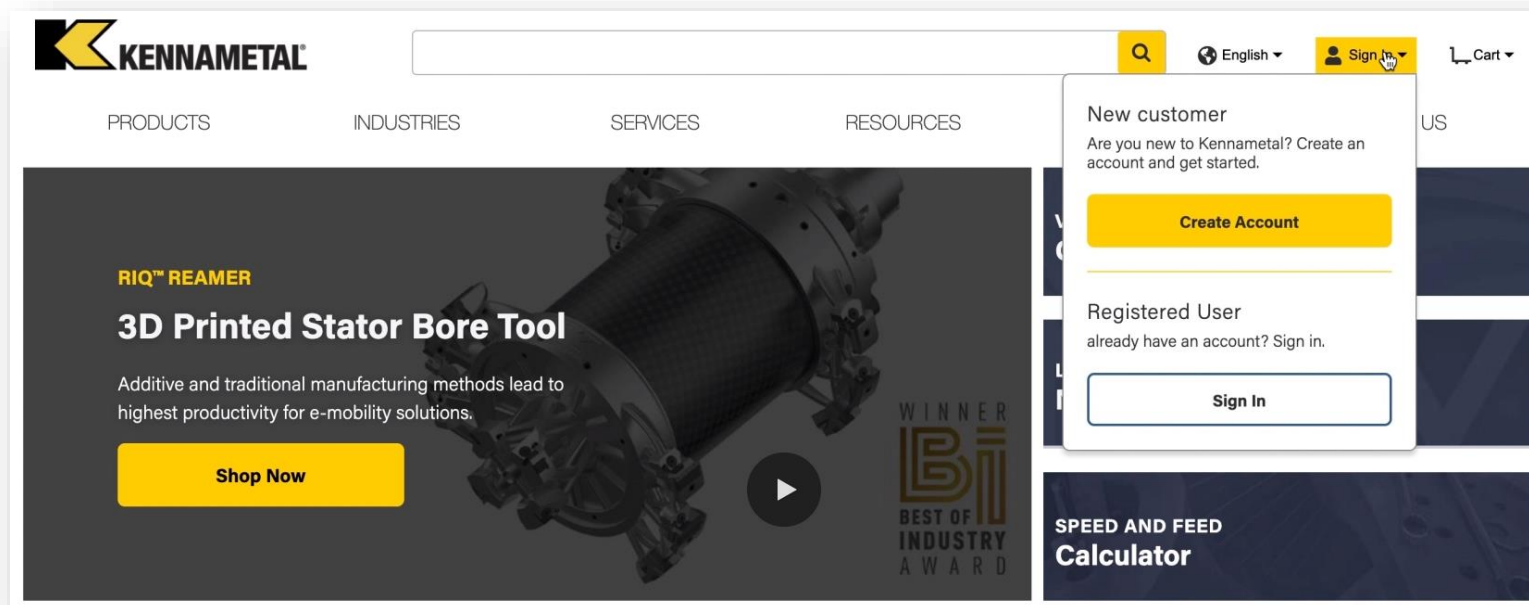 KENNAMETAL®
English
Sign In
Cart
PRODUCTS
INDUSTRIES
SERVICES
RESOURCES
US
New customer
Are you new to Kennametal? Create an
account and get started.
Create Account
Registered User
already have an account? Sign in.
Sign In
RIQ™ REAMER
3D Printed Stator Bore Tool
Additive and traditional manufacturing methods lead to
highest productivity for e-mobility solutions.
Shop Now
WINNER
Bi
BEST OF
INDUSTRY
AWARD
SPEED AND FEED
Calculator